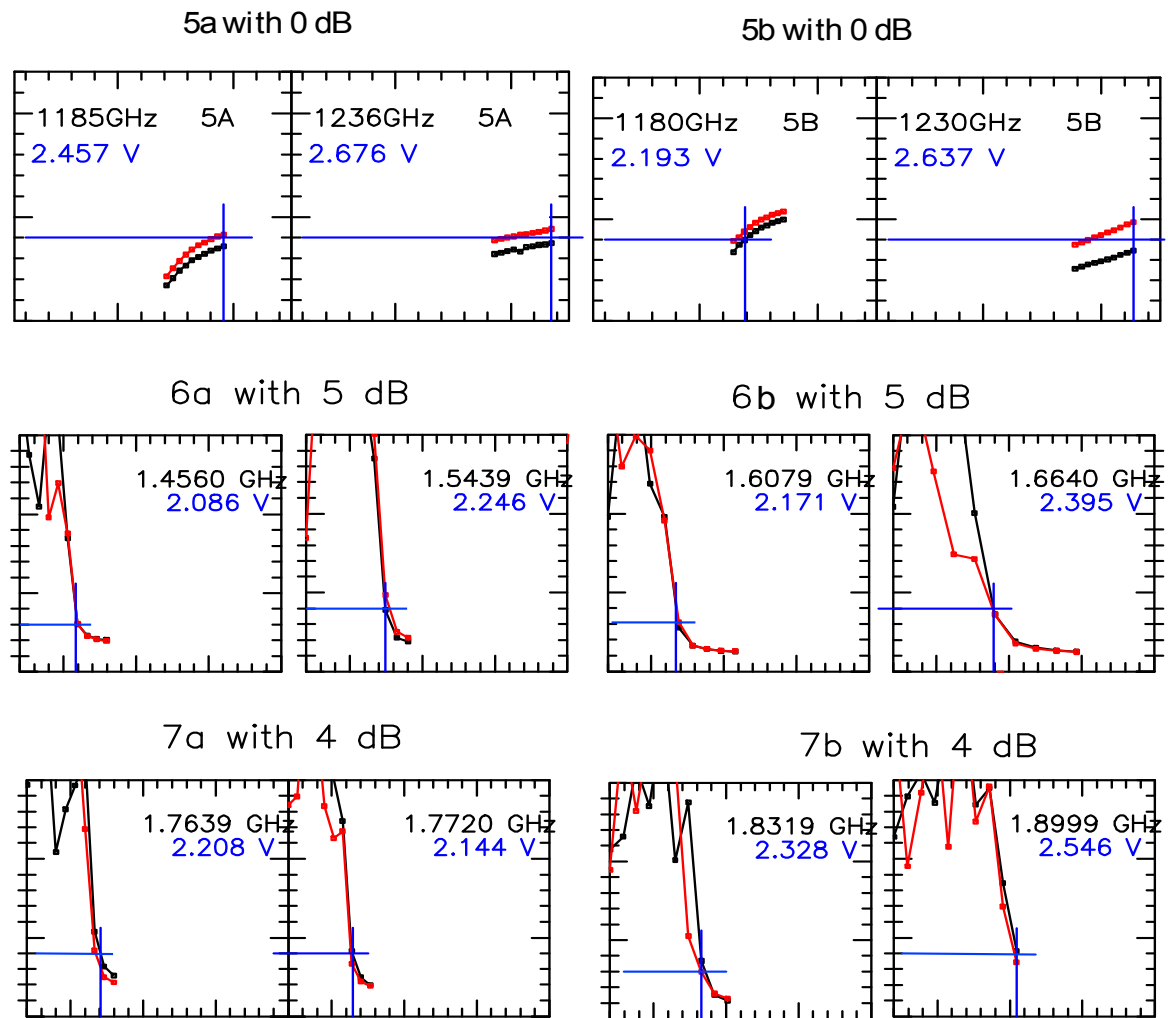 5a with 0 dB
5b with 0 dB
1185GHz 5A
2.457 V
1236GHz 5A
2.676 V
1180GHz 5B
2.193 V
1230GHz 5B
2.637 V
6a with 5 dB
6b with 5 dB
1.4560 GHz
2.086 V
1.5439 GHz
2.246 V
1.6079 GHz
2.171 V
1.6640 GHz
2.395 V
7a with 4 dB
7b with 4 dB
1.7639 GHz
2.208 V
1.7720 GHz
2.144 V
1.8319 GHz
2.328 V
1.8999 GHz
2.546 V